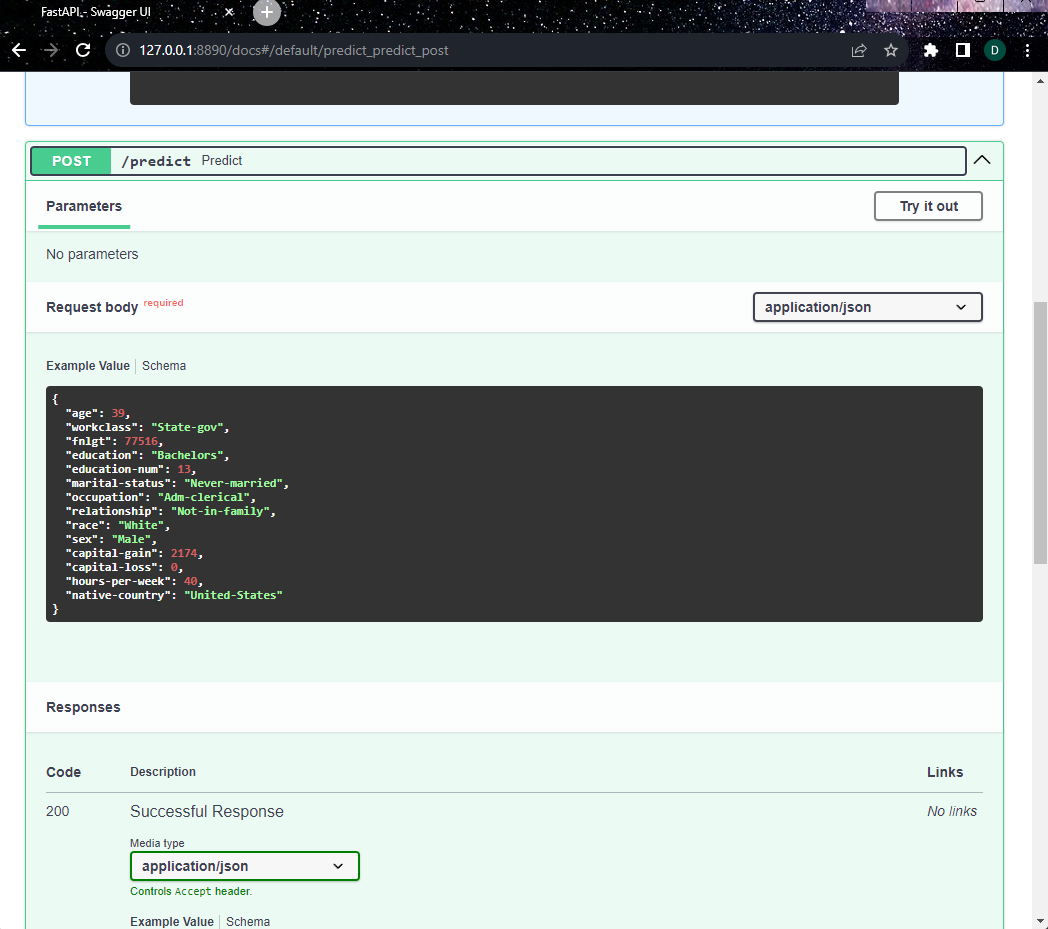 FastAPI - Swagger UI
127.0.0.1:8890/docs#/default/predict_predict_post
D
POST /predict Predict
Parameters
Try it out
No parameters
Request body required
application/json
Example Value Schema
{
"age": 39,
"workclass": "State-gov",
"fnlgt": 77516,
"education": "Bachelors",
"education-num": 13,
"marital-status": "Never-married",
"occupation": "Adm-clerical",
"relationship": "Not-in-family",
"race": "White",
"sex": "Male",
"capital-gain": 2174,
"capital-loss": 0,
"hours-per-week": 40,
"native-country": "United-States"
}
Responses
Code Description Links
200 Successful Response No links
Media type
application/json
Controls Accept header.
Example Value Schema